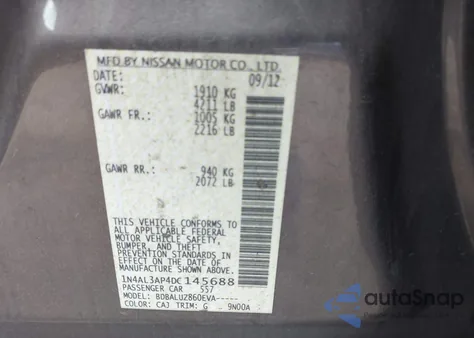 MFD BY NISSAN MOTOR CO., LTD.
DATE: 09/12
GVWR: 1910 KG
4211 LB
GAWR FR.: 1005 KG
2216 LB
GAWR RR.: 940 KG
2072 LB
THIS VEHICLE CONFORMS TO
ALL APPLICABLE FEDERAL
MOTOR VEHICLE SAFETY,
BUMPER, AND THEFT
PREVENTION STANDARDS IN
EFFECT ON THE DATE OF
MANUFACTURE SHOWN ABOVE.
1N4AL3AP4DC145688
PASSENGER CAR 557
MODEL: BDBALUZB60EVA-----
COLOR: CAJ TRIM: G 9N00A
autoSnap